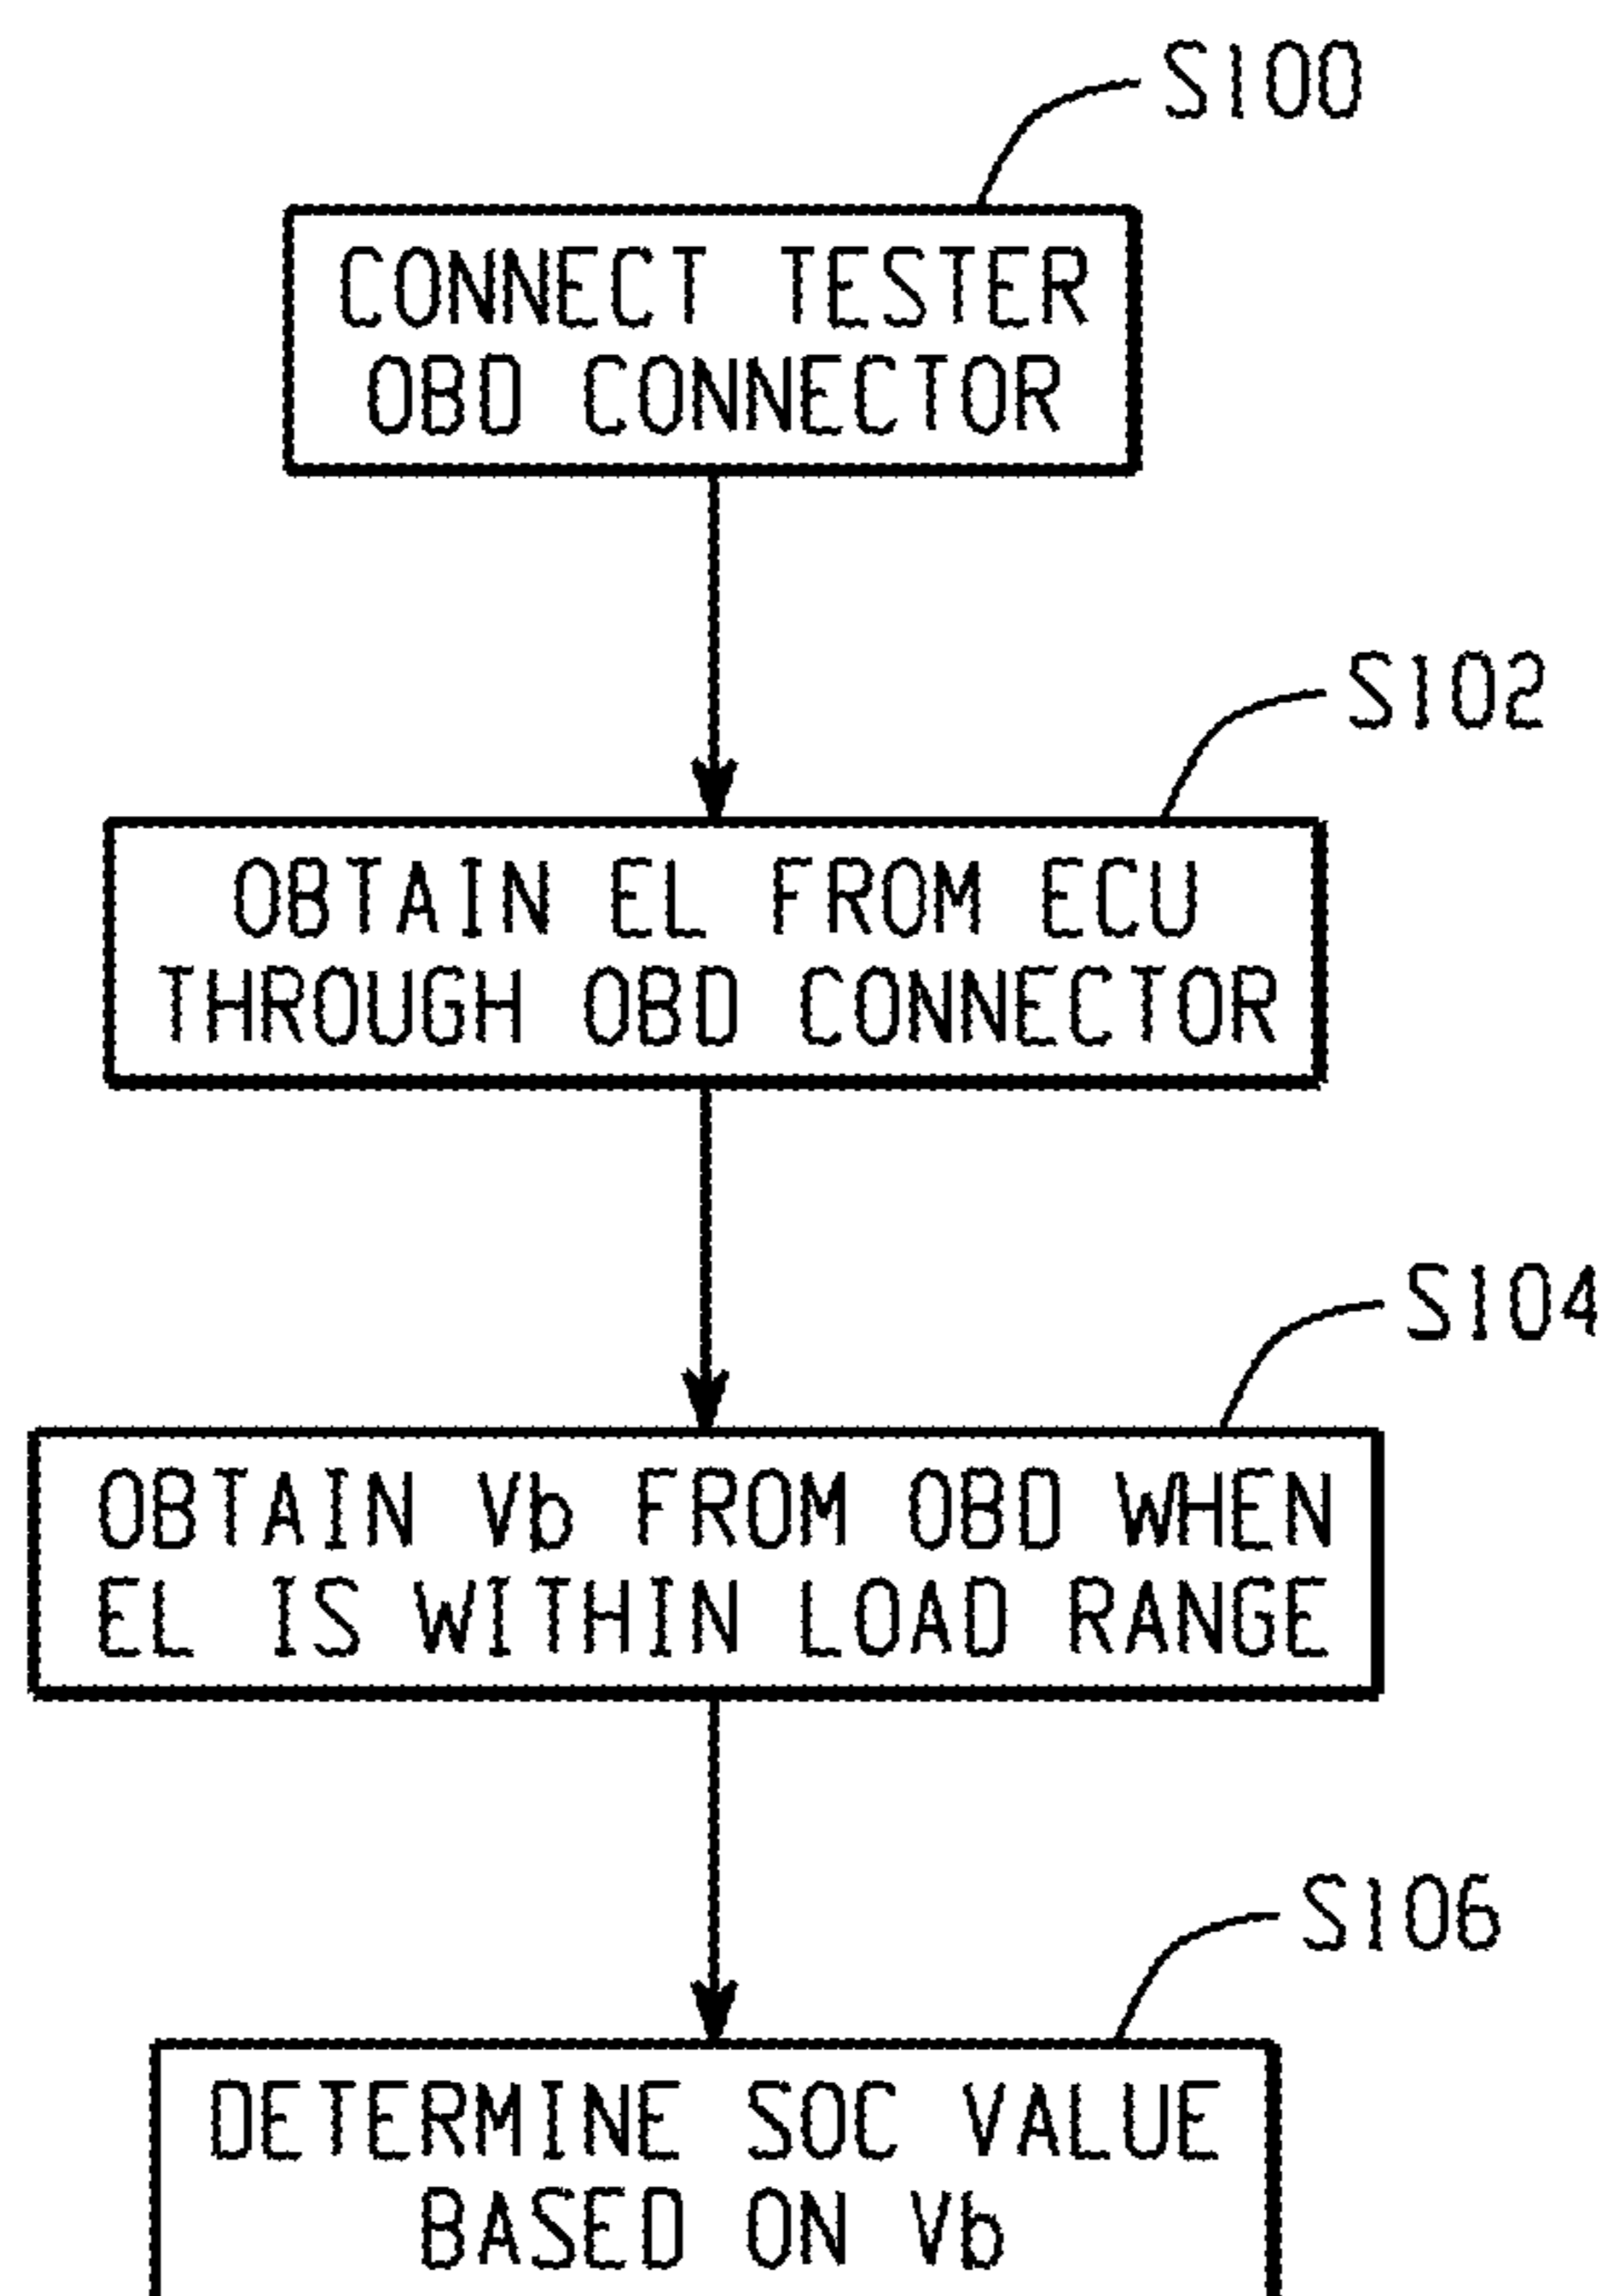 S100
CONNECT TESTER
OBD CONNECTOR
S102
OBTAIN EL FROM ECU
THROUGH OBD CONNECTOR
S104
OBTAIN Vb FROM OBD WHEN
EL IS WITHIN LOAD RANGE
S106
DETERMINE SOC VALUE
BASED ON Vb